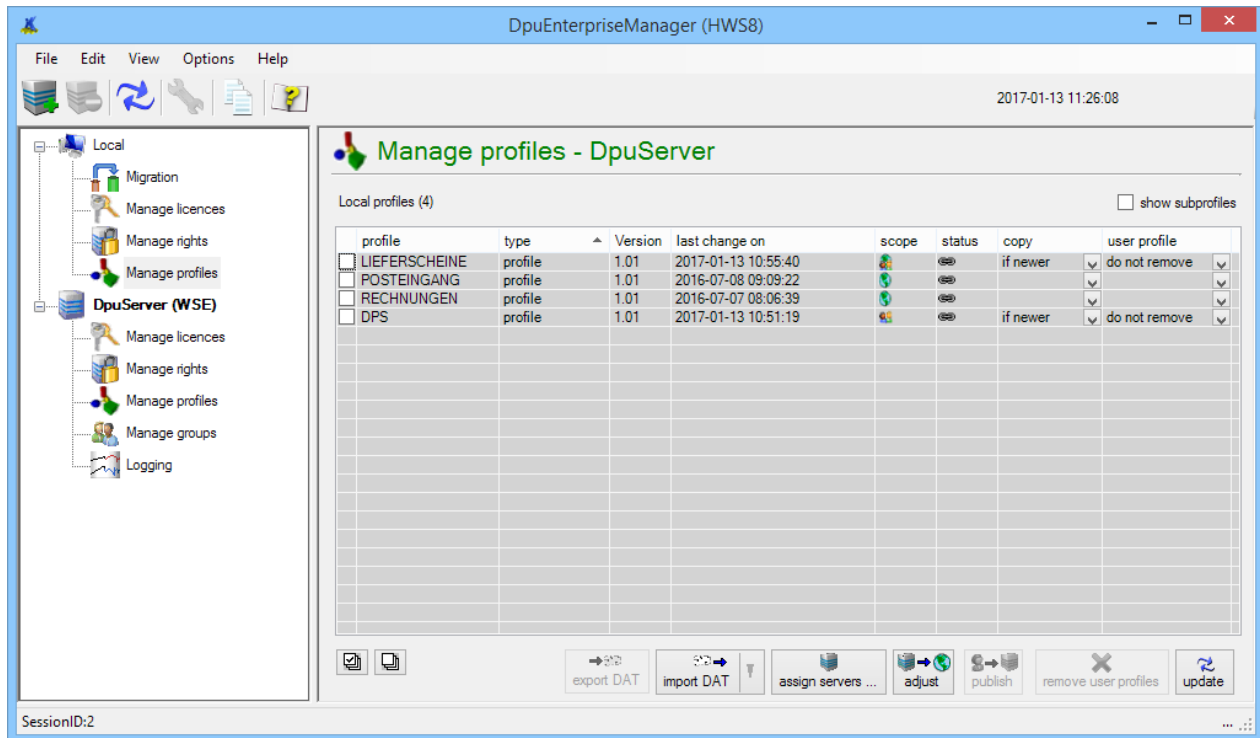 DpuEnterpriseManager (HWS8)
File Edit View Options Help
2017-01-13 11:26:08
Local
Migration
Manage licences
Manage rights
Manage profiles
DpuServer (WSE)
Manage licences
Manage rights
Manage profiles
Manage groups
Logging
Manage profiles - DpuServer
Local profiles (4) show subprofiles
profile type Version last change on scope status copy user profile
LIEFERSCHEINE profile 1.01 2017-01-13 10:55:40 if newer do not remove
POSTEINGANG profile 1.01 2016-07-08 09:09:22
RECHNUNGEN profile 1.01 2016-07-07 08:06:39
DPS profile 1.01 2017-01-13 10:51:19 if newer do not remove
export DAT import DAT assign servers ... adjust publish remove user profiles update
SessionID:2 ...